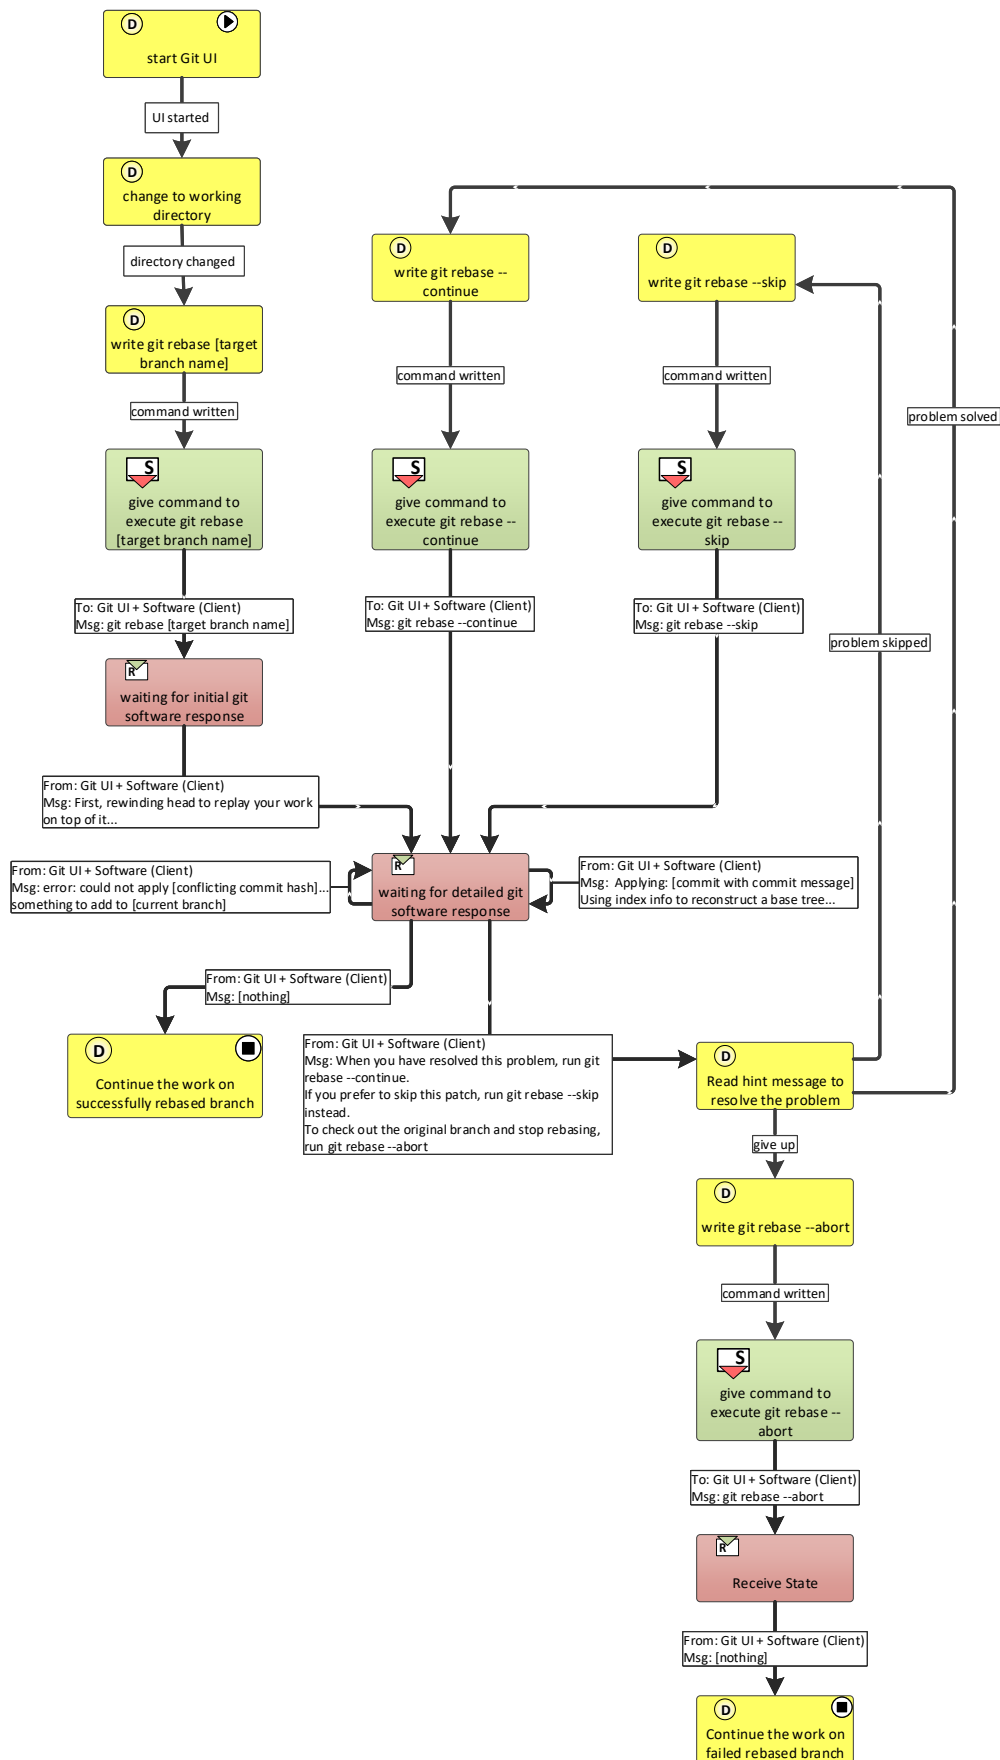 D
start Git UI
UI started
D
change to working
directory
directory changed
D
write git rebase [target
branch name]
command written
S
give command to
execute git rebase
[target branch name]
To: Git UI + Software (Client)
Msg: git rebase [target branch name]
R
waiting for initial git
software response
From: Git UI + Software (Client)
Msg: First, rewinding head to replay your work
on top of it...
D
write git rebase --
continue
command written
S
give command to
execute git rebase --
continue
To: Git UI + Software (Client)
Msg: git rebase --continue
D
write git rebase --skip
command written
S
give command to
execute git rebase --
skip
To: Git UI + Software (Client)
Msg: git rebase --skip
problem solved
problem skipped
R
waiting for detailed git
software response
From: Git UI + Software (Client)
Msg: error: could not apply [conflicting commit hash]...
something to add to [current branch]
From: Git UI + Software (Client)
Msg:  Applying: [commit with commit message]
Using index info to reconstruct a base tree...
From: Git UI + Software (Client)
Msg: [nothing]
D
Continue the work on
successfully rebased branch
From: Git UI + Software (Client)
Msg: When you have resolved this problem, run git
rebase --continue.
If you prefer to skip this patch, run git rebase --skip
instead.
To check out the original branch and stop rebasing,
run git rebase --abort
D
Read hint message to
resolve the problem
give up
D
write git rebase --abort
command written
S
give command to
execute git rebase --
abort
To: Git UI + Software (Client)
Msg: git rebase --abort
R
Receive State
From: Git UI + Software (Client)
Msg: [nothing]
D
Continue the work on
failed rebased branch